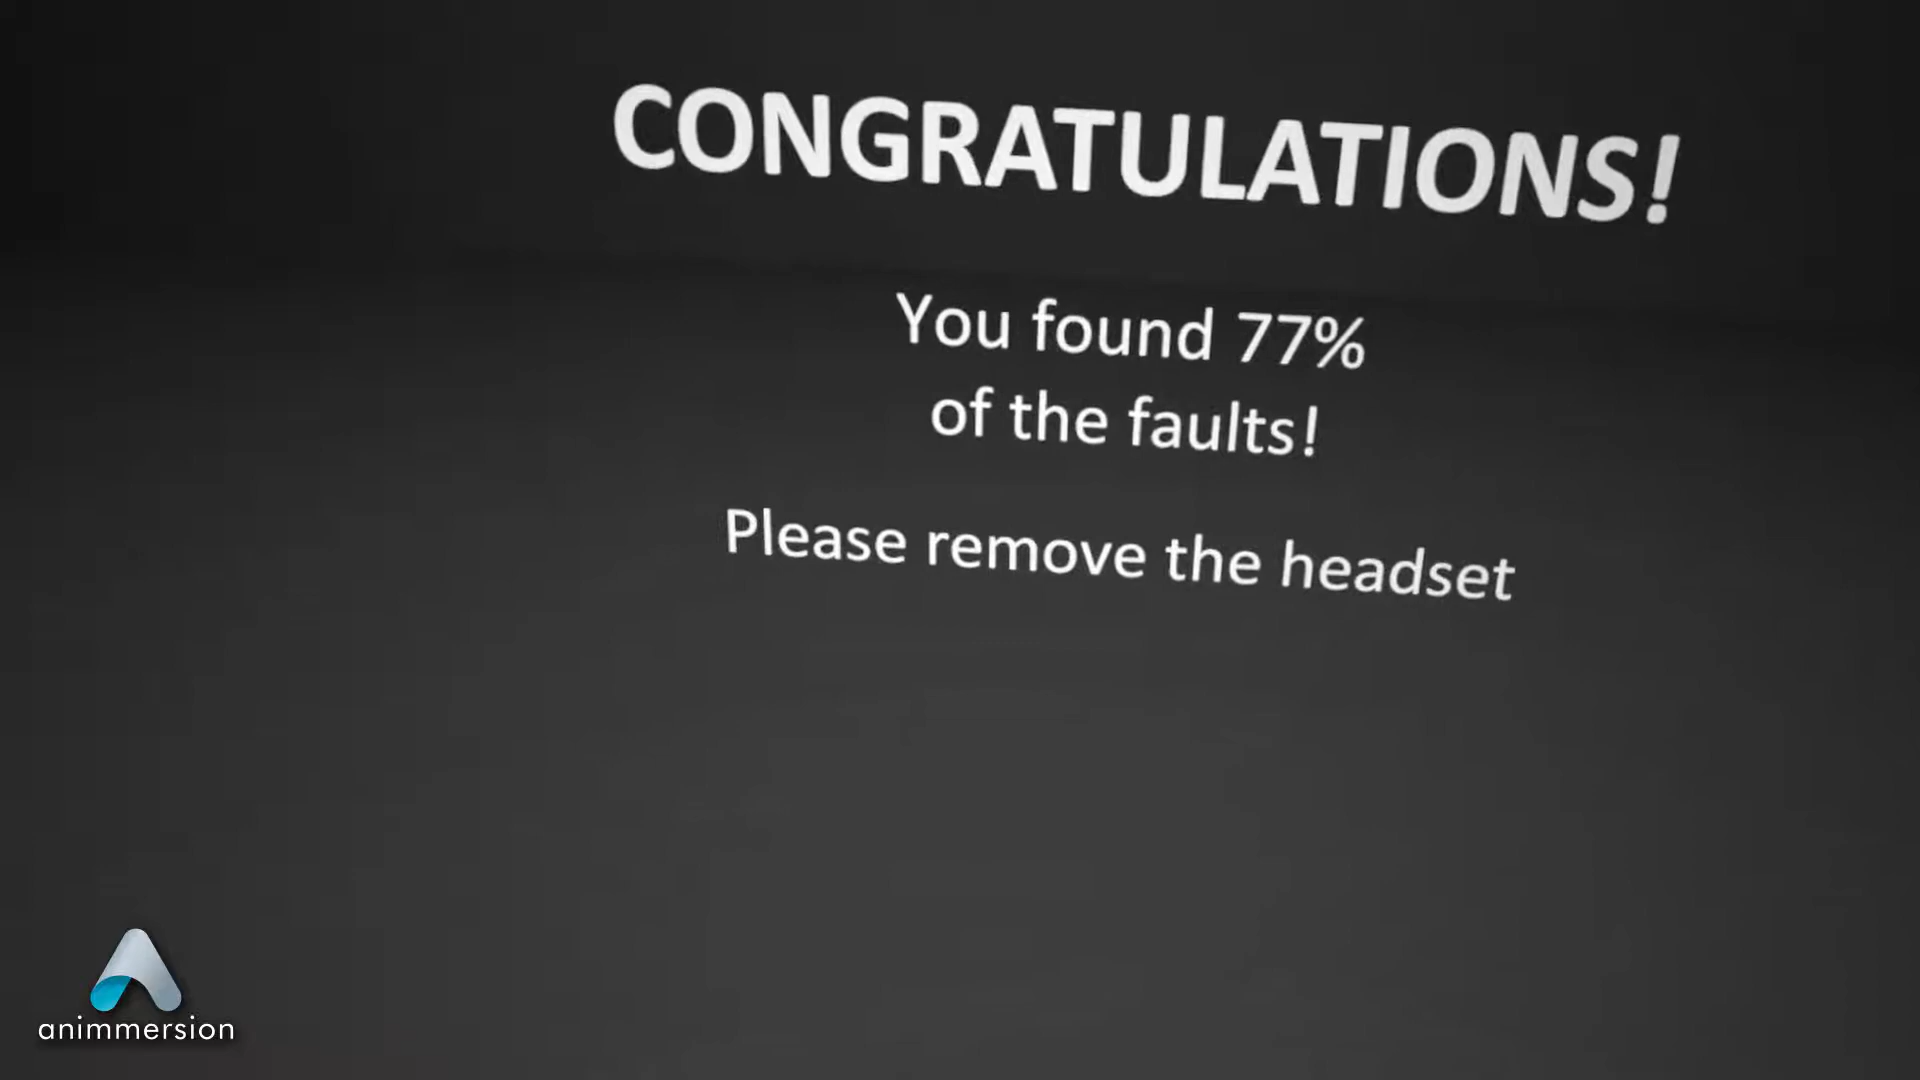 CONGRATULATIONS!
You found 77%
of the faults!
Please remove the headset
animmersion